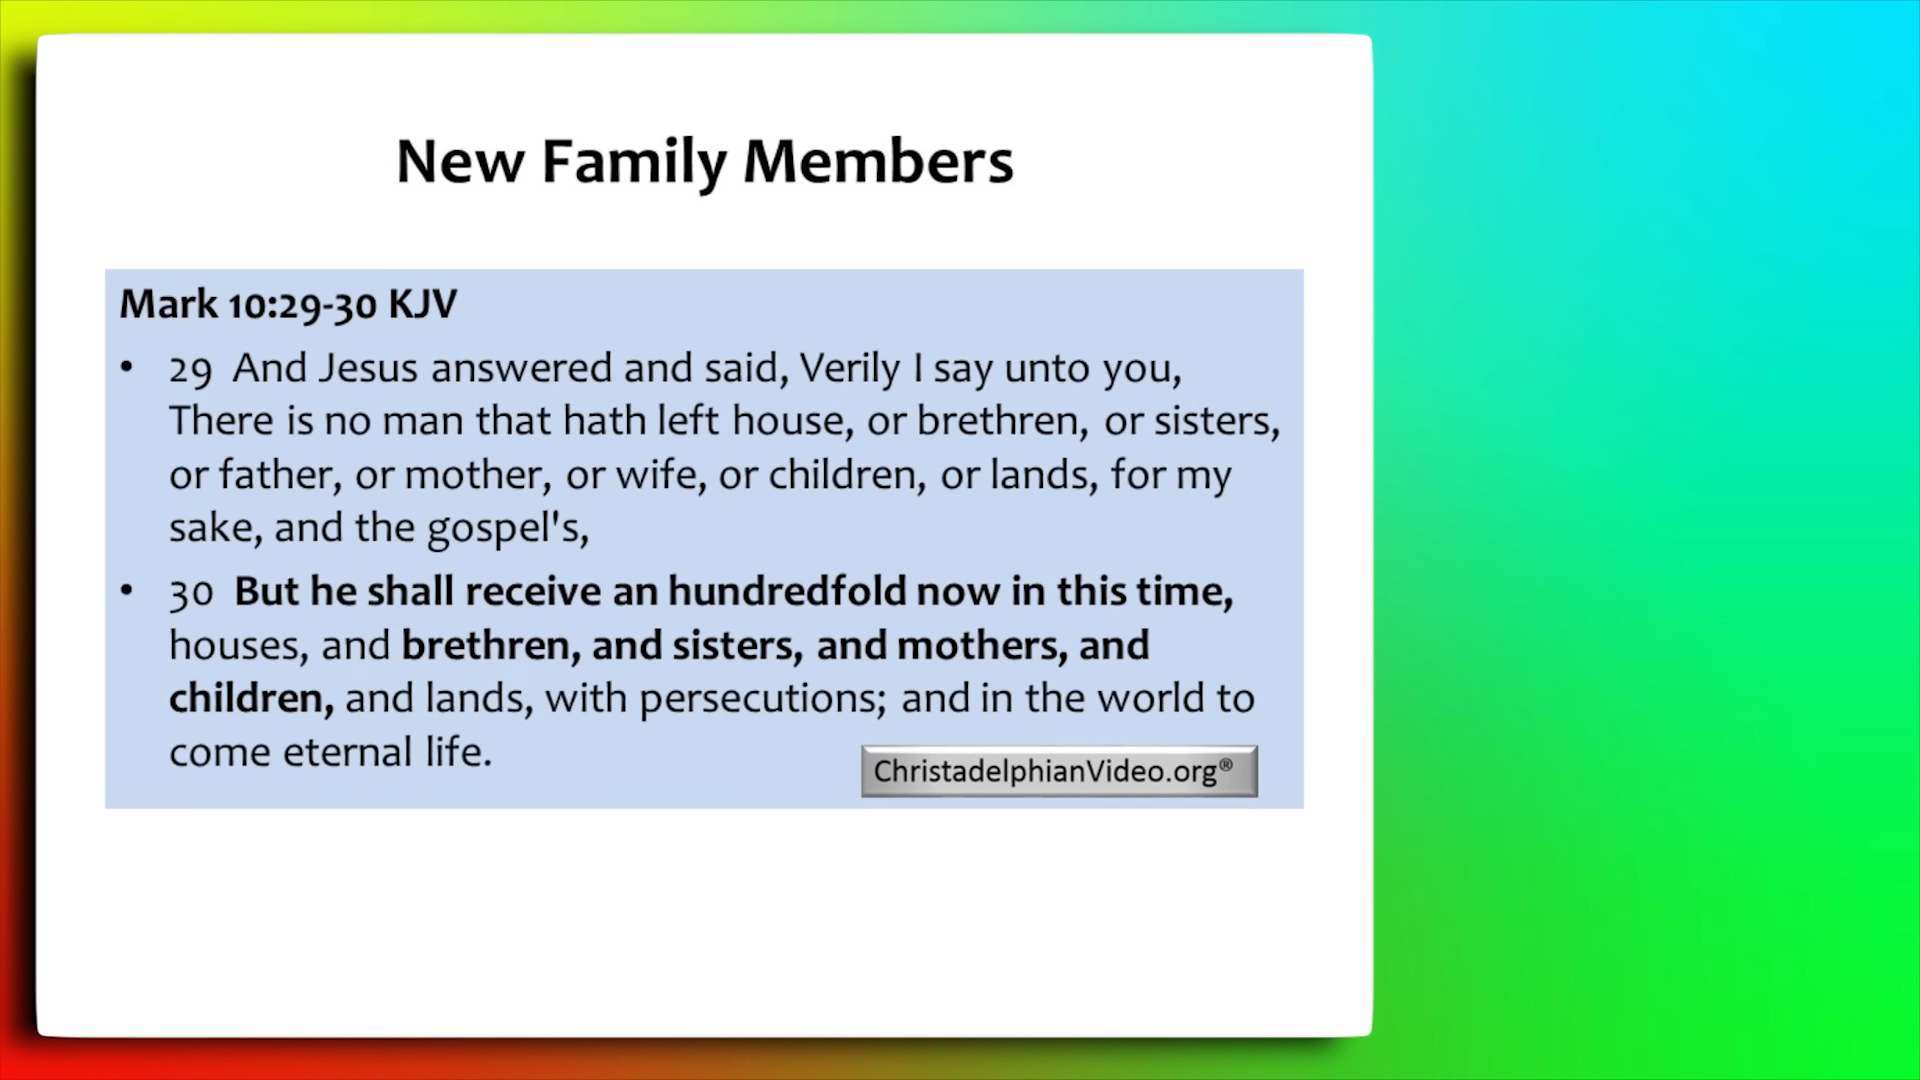 New Family Members
Mark 10:29-30 KJV
• 29 And Jesus answered and said, Verily I say unto you,
There is no man that hath left house, or brethren, or sisters,
or father, or mother, or wife, or children, or lands, for my
sake, and the gospel's,
• 30 But he shall receive an hundredfold now in this time,
houses, and brethren, and sisters, and mothers, and
children, and lands, with persecutions; and in the world to
come eternal life.
ChristadelphianVideo.org®